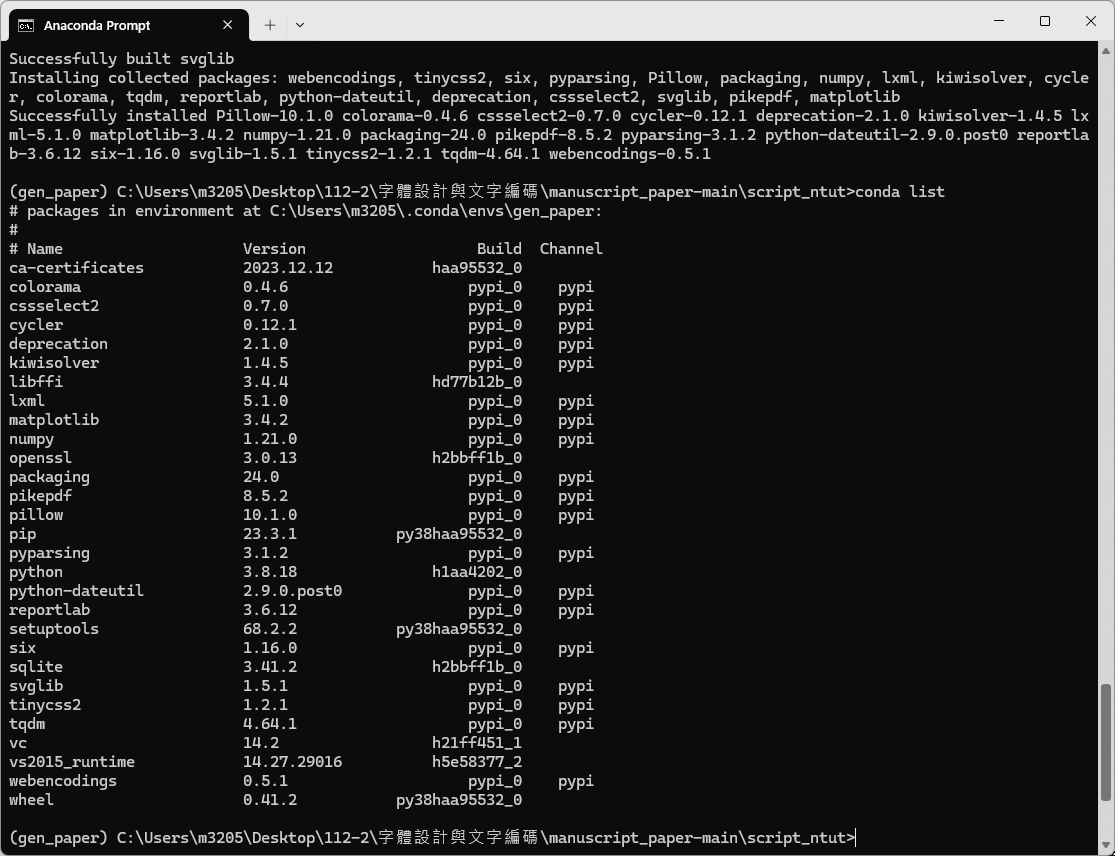 Anaconda Prompt
Successfully built svglib
Installing collected packages: webencodings, tinycss2, six, pyparsing, Pillow, packaging, numpy, lxml, kiwisolver, cycle
r, colorama, tqdm, reportlab, python-dateutil, deprecation, cssselect2, svglib, pikepdf, matplotlib
Successfully installed Pillow-10.1.0 colorama-0.4.6 cssselect2-0.7.0 cycler-0.12.1 deprecation-2.1.0 kiwisolver-1.4.5 lx
ml-5.1.0 matplotlib-3.4.2 numpy-1.21.0 packaging-24.0 pikepdf-8.5.2 pyparsing-3.1.2 python-dateutil-2.9.0.post0 reportla
b-3.6.12 six-1.16.0 svglib-1.5.1 tinycss2-1.2.1 tqdm-4.64.1 webencodings-0.5.1
(gen_paper) C:\Users\m3205\Desktop\112-2\字體設計與文字編碼\manuscript_paper-main\script_ntut>conda list
# packages in environment at C:\Users\m3205\.conda\envs\gen_paper:
#
# Name Version Build Channel
ca-certificates 2023.12.12 haa95532_0
colorama 0.4.6 pypi_0 pypi
cssselect2 0.7.0 pypi_0 pypi
cycler 0.12.1 pypi_0 pypi
deprecation 2.1.0 pypi_0 pypi
kiwisolver 1.4.5 pypi_0 pypi
libffi 3.4.4 hd77b12b_0
lxml 5.1.0 pypi_0 pypi
matplotlib 3.4.2 pypi_0 pypi
numpy 1.21.0 pypi_0 pypi
openssl 3.0.13 h2bbff1b_0
packaging 24.0 pypi_0 pypi
pikepdf 8.5.2 pypi_0 pypi
pillow 10.1.0 pypi_0 pypi
pip 23.3.1 py38haa95532_0
pyparsing 3.1.2 pypi_0 pypi
python 3.8.18 h1aa4202_0
python-dateutil 2.9.0.post0 pypi_0 pypi
reportlab 3.6.12 pypi_0 pypi
setuptools 68.2.2 py38haa95532_0
six 1.16.0 pypi_0 pypi
sqlite 3.41.2 h2bbff1b_0
svglib 1.5.1 pypi_0 pypi
tinycss2 1.2.1 pypi_0 pypi
tqdm 4.64.1 pypi_0 pypi
vc 14.2 h21ff451_1
vs2015_runtime 14.27.29016 h5e58377_2
webencodings 0.5.1 pypi_0 pypi
wheel 0.41.2 py38haa95532_0
(gen_paper) C:\Users\m3205\Desktop\112-2\字體設計與文字編碼\manuscript_paper-main\script_ntut>